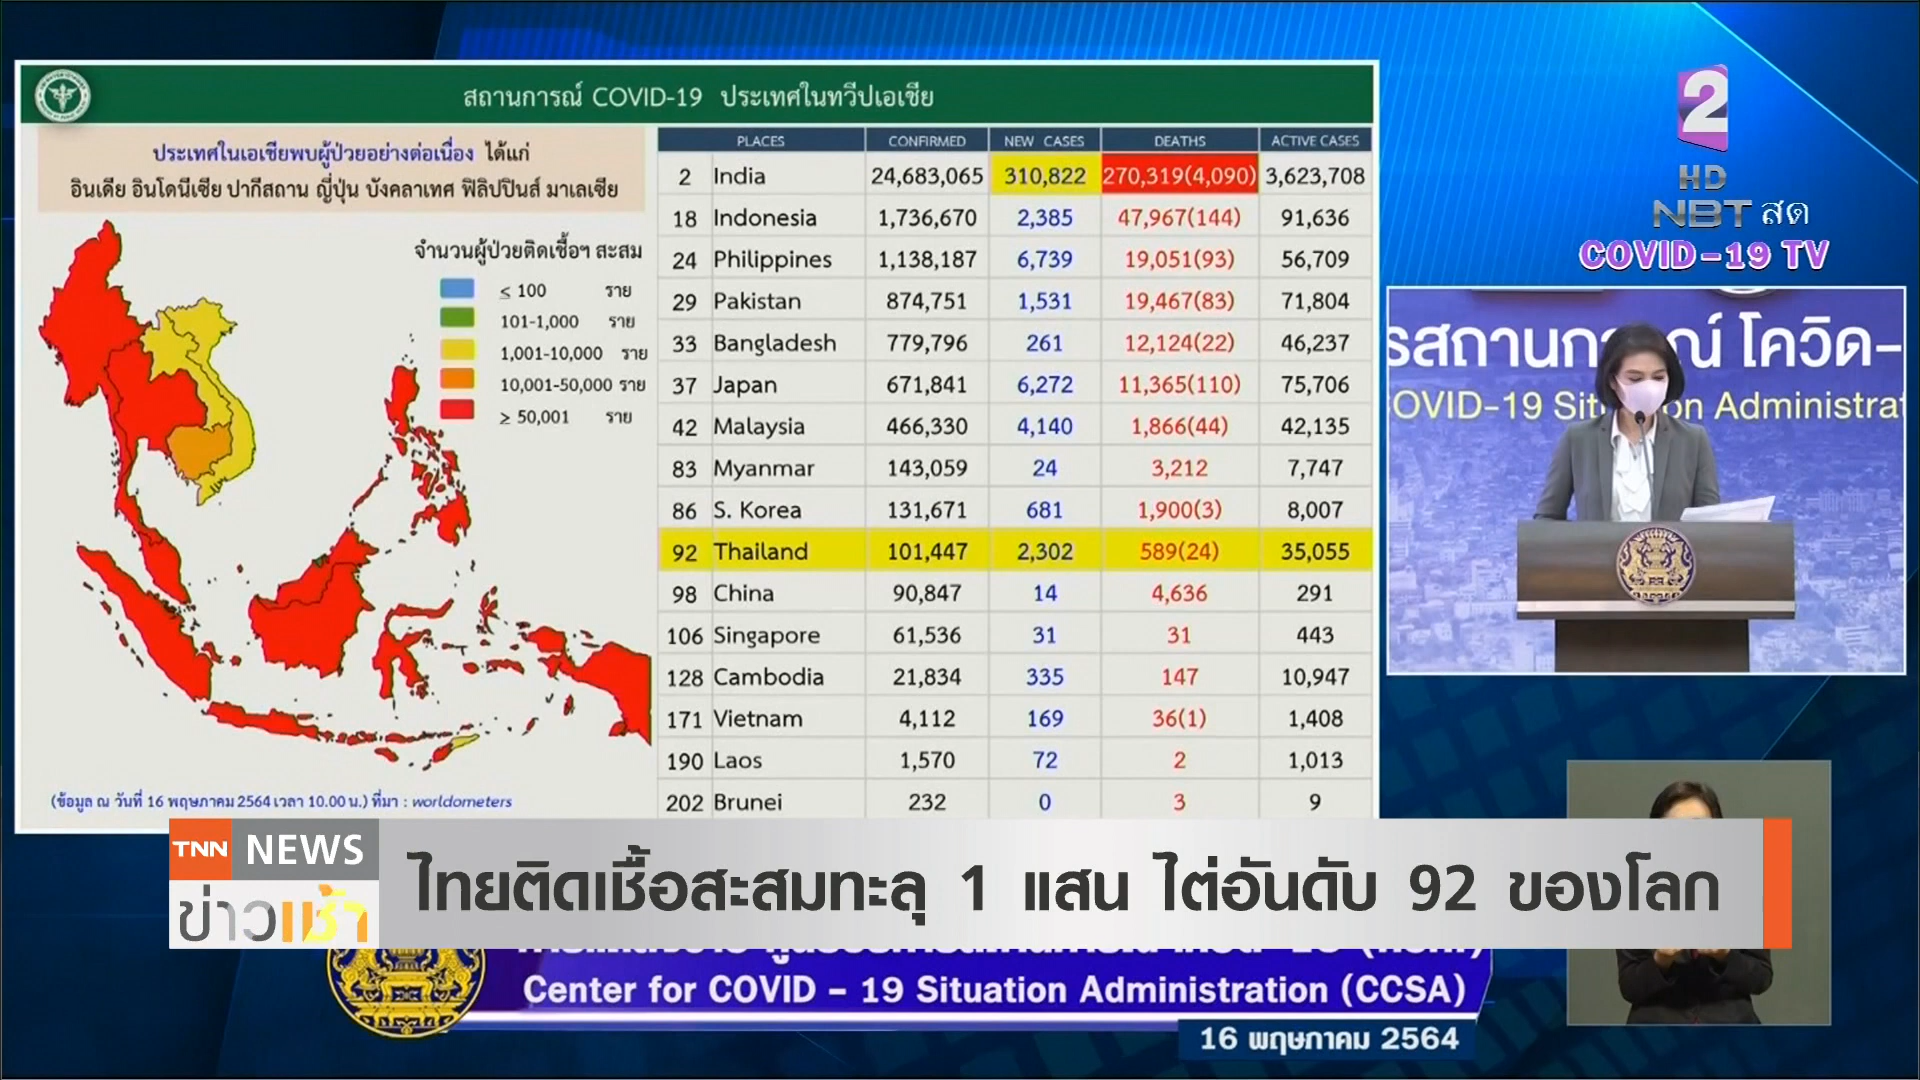 สถานการณ์ COVID-19 ประเทศในทวีปเอเชีย
ประเทศในเอเชียพบผู้ป่วยอย่างต่อเนื่อง ได้แก่
อินเดีย อินโดนีเซีย ปากีสถาน ญี่ปุ่น บังคลาเทศ ฟิลิปปินส์ มาเลเซีย
จำนวนผู้ป่วยติดเชื้อฯ สะสม
≤ 100 ราย
101-1,000 ราย
1,001-10,000 ราย
10,001-50,000 ราย
≥ 50,001 ราย
(ข้อมูล ณ วันที่ 16 พฤษภาคม 2564 เวลา 10.00 น.) ที่มา : worldometers
PLACES CONFIRMED NEW CASES DEATHS ACTIVE CASES
2 India 24,683,065 310,822 270,319(4,090) 3,623,708
18 Indonesia 1,736,670 2,385 47,967(144) 91,636
24 Philippines 1,138,187 6,739 19,051(93) 56,709
29 Pakistan 874,751 1,531 19,467(83) 71,804
33 Bangladesh 779,796 261 12,124(22) 46,237
37 Japan 671,841 6,272 11,365(110) 75,706
42 Malaysia 466,330 4,140 1,866(44) 42,135
83 Myanmar 143,059 24 3,212 7,747
86 S. Korea 131,671 681 1,900(3) 8,007
92 Thailand 101,447 2,302 589(24) 35,055
98 China 90,847 14 4,636 291
106 Singapore 61,536 31 31 443
128 Cambodia 21,834 335 147 10,947
171 Vietnam 4,112 169 36(1) 1,408
190 Laos 1,570 72 2 1,013
202 Brunei 232 0 3 9
2
HD
NBT สด
COVID-19 TV
รสถานการณ์ โควิด-
OVID-19 Situation Administrat
TNN NEWS
ข่าวเช้า
ไทยติดเชื้อสะสมทะลุ 1 แสน ไต่อันดับ 92 ของโลก
Center for COVID – 19 Situation Administration (CCSA)
16 พฤษภาคม 2564